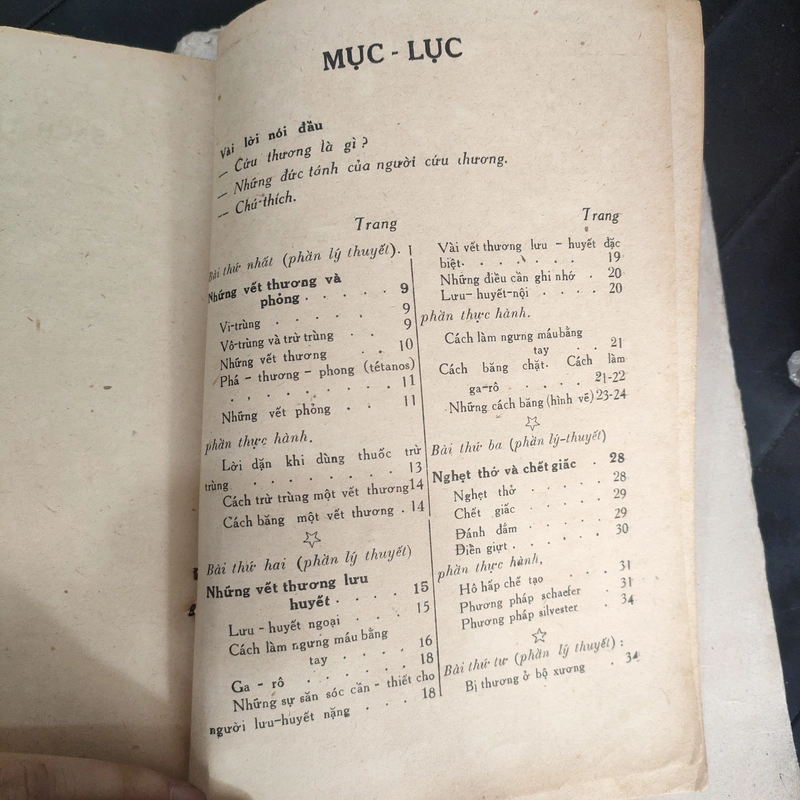 MỤC - LỤC
Vài lời nói đầu
— Cứu thương là gì ?
— Những đức tánh của người cứu thương.
— Chú-thích.
Trang
Bài thứ nhất (phần lý thuyết). 1
Những vết thương và
phỏng . . . . . 9
Vi-trùng . . . . . 9
Vô-trùng và trừ trùng . . 9
Những vết thương . . . 10
Phá - thương - phong (tétanos)
. . . . . . . . 11
Những vết phỏng . . 11
phần thực hành.
Lời dặn khi dùng thuốc trừ
trùng . . . . . . . 13
Cách trừ trùng một vết thương 14
Cách băng một vết thương . 14
Bài thứ hai (phần lý thuyết)
Những vết thương lưu
huyết . . . . 15
Lưu - huyết ngoại . . . 15
Cách làm ngưng máu bằng
tay . . . . 16
Ga - rô . . . . . 18
Những sự săn sóc cần - thiết cho
người lưu-huyết nặng . . . 18
Trang
Vài vết thương lưu - huyết đặc
biệt. . . . . . . 19
Những điều cần ghi nhớ . 20
Lưu- huyết-nội . . . . 20
phần thực hành.
Cách làm ngưng máu bằng
tay . . 21
Cách băng chặt. Cách làm
ga-rô . . . . . 21-22
Những cách băng (hình vẽ) 23-24
Bài thứ ba (phần lý-thuyết)
Nghẹt thở và chết giấc . 28
Nghẹt thở . . . . . 28
Chết giấc . . . . 29
Đánh đầm . . . . 29
Điển giựt . . . . . 30
phần thực hành.
Hô hấp chế tạo . . . 31
Phương pháp schaefer . . 31
Phương pháp silvester . . 34
Bài thứ tư (phần lý thuyết) :
Bị thương ở bộ xương . 34